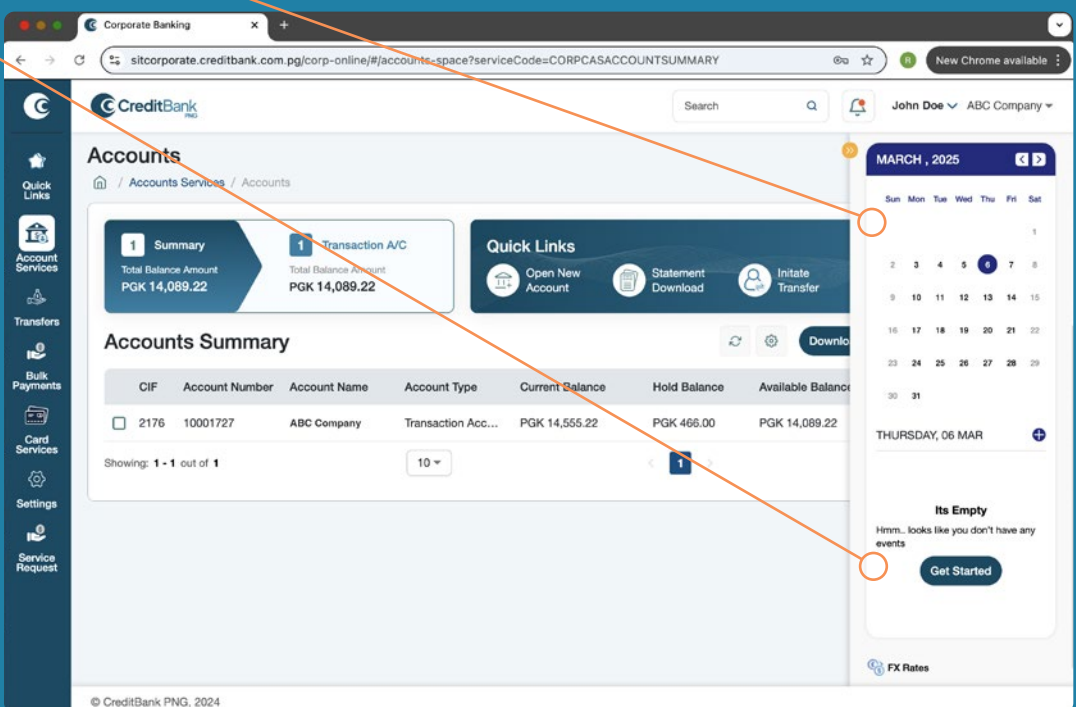 Corporate Banking
sitcorporate.creditbank.com.pg/corp-online/#/accounts-space?serviceCode=CORPCASACCOUNTSUMMARY
R
New Chrome available
CreditBank
PNG
Search
John Doe
ABC Company
Quick
Links
Account
Services
Transfers
Bulk
Payments
Card
Services
Settings
Service
Request
Accounts
/ Accounts Services / Accounts
1 Summary
Total Balance Amount
PGK 14,089.22
1 Transaction A/C
Total Balance Amount
PGK 14,089.22
Quick Links
Open New
Account
Statement
Download
Initate
Transfer
Accounts Summary
Downlo
CIF Account Number Account Name Account Type Current Balance Hold Balance Available Balance
2176 10001727 ABC Company Transaction Acc... PGK 14,555.22 PGK 466.00 PGK 14,089.22
Showing: 1 - 1 out of 1
10
1
MARCH , 2025
Sun Mon Tue Wed Thu Fri Sat
1
2 3 4 5 6 7 8
9 10 11 12 13 14 15
16 17 18 19 20 21 22
23 24 25 26 27 28 29
30 31
THURSDAY, 06 MAR
Its Empty
Hmm.. looks like you don't have any
events
Get Started
FX Rates
© CreditBank PNG, 2024